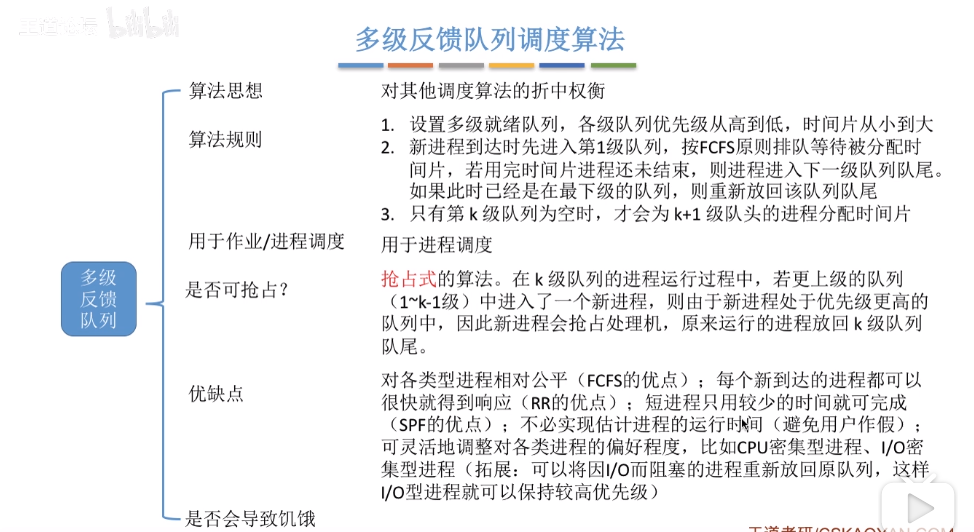 多级反馈队列调度算法
算法思想
对其他调度算法的折中权衡
算法规则
1. 设置多级就绪队列，各级队列优先级从高到低，时间片从小到大
2. 新进程到达时先进入第1级队列，按FCFS原则排队等待被分配时
间片，若用完时间片进程还未结束，则进程进入下一级队列队尾。
如果此时已经是在最下级的队列，则重新放回该队列队尾
3. 只有第 k 级队列为空时，才会为 k+1 级队头的进程分配时间片
用于作业/进程调度
用于进程调度
多级
反馈
队列
是否可抢占？
抢占式的算法。在 k 级队列的进程运行过程中，若更上级的队列
（1~k-1级）中进入了一个新进程，则由于新进程处于优先级更高的
队列中，因此新进程会抢占处理机，原来运行的进程放回 k 级队列
队尾。
优缺点
对各类型进程相对公平（FCFS的优点）；每个新到达的进程都可以
很快就得到响应（RR的优点）；短进程只用较少的时间就可完成
（SPF的优点）；不必实现估计进程的运行时间（避免用户作假）；
可灵活地调整对各类进程的偏好程度，比如CPU密集型进程、I/O密
集型进程（拓展：可以将因I/O而阻塞的进程重新放回原队列，这样
I/O型进程就可以保持较高优先级）
是否会导致饥饿
王道考研/CSKAOYAN.COM